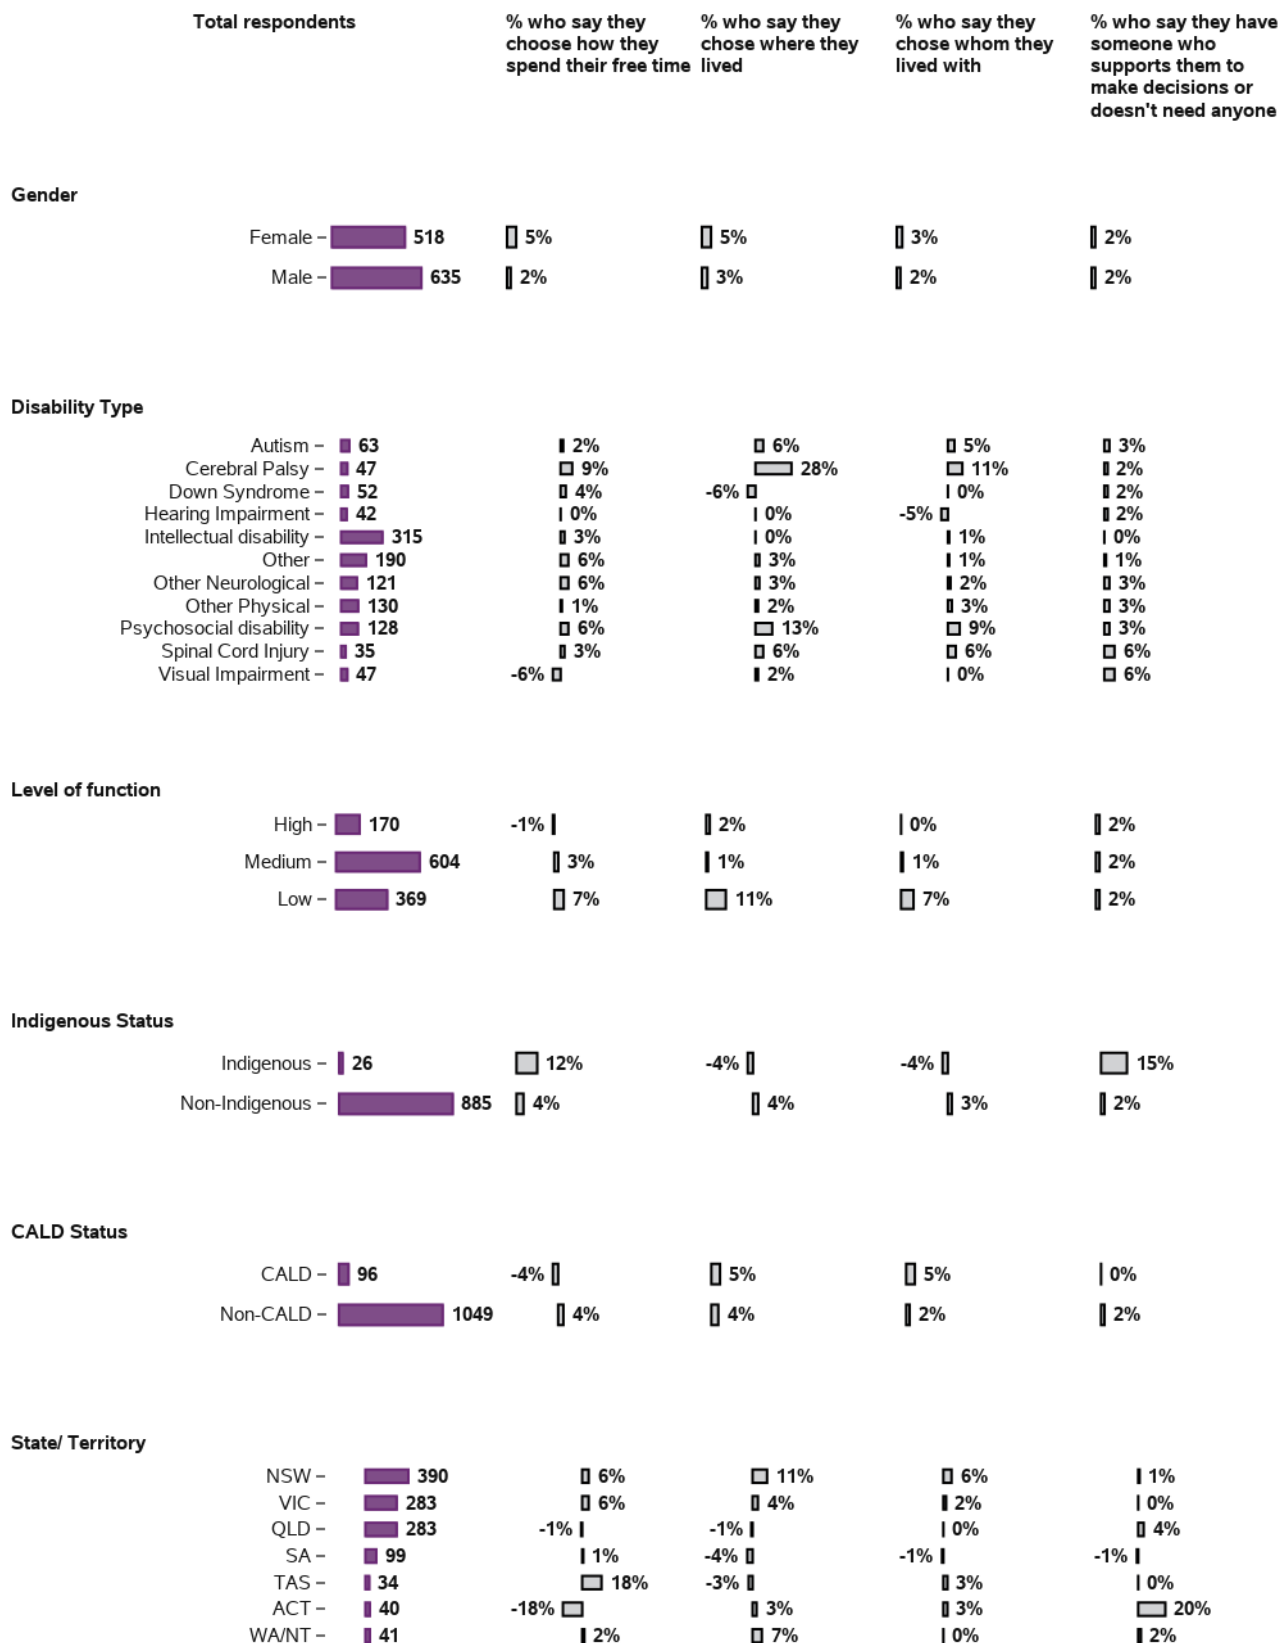 Total respondents
% who say they choose how they spend their free time
% who say they chose where they lived
% who say they chose whom they lived with
% who say they have someone who supports them to make decisions or doesn't need anyone
Gender
Female 518 5% 5% 3% 2%
Male 635 2% 3% 2% 2%
Disability Type
Autism 63 2% 6% 5% 3%
Cerebral Palsy 47 9% 28% 11% 2%
Down Syndrome 52 4% -6% 0% 2%
Hearing Impairment 42 0% 0% -5% 2%
Intellectual disability 315 3% 0% 1% 0%
Other 190 6% 3% 1% 1%
Other Neurological 121 6% 3% 2% 3%
Other Physical 130 1% 2% 3% 3%
Psychosocial disability 128 6% 13% 9% 3%
Spinal Cord Injury 35 3% 6% 6% 6%
Visual Impairment 47 -6% 2% 0% 6%
Level of function
High 170 -1% 2% 0% 2%
Medium 604 3% 1% 1% 2%
Low 369 7% 11% 7% 2%
Indigenous Status
Indigenous 26 12% -4% -4% 15%
Non-Indigenous 885 4% 4% 3% 2%
CALD Status
CALD 96 -4% 5% 5% 0%
Non-CALD 1049 4% 4% 2% 2%
State/ Territory
NSW 390 6% 11% 6% 1%
VIC 283 6% 4% 2% 0%
QLD 283 -1% -1% 0% 4%
SA 99 1% -4% -1% -1%
TAS 34 18% -3% 3% 0%
ACT 40 -18% 3% 3% 20%
WA/NT 41 2% 7% 0% 2%